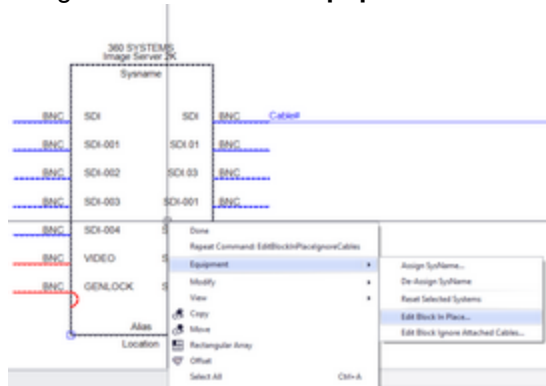 360 SYSTEMS
Image Server 2K
Sysname
BNC SDI SDI BNC Cable#
BNC SDI-001 SDI.01 BNC
BNC SDI-002 SDI.03 BNC
BNC SDI-003 SDI-001 BNC
BNC SDI-004 S
BNC VIDEO S
BNC GENLOCK S
Alias
Location
Done
Repeat Command: EditBlockInPlaceIgnoreCables
Equipment
Modify
View
Copy
Move
Rectangular Array
Offset
Select All Ctrl+A
Assign SysName...
De-Assign SysName
Reset Selected Systems
Edit Block In Place...
Edit Block Ignore Attached Cables...